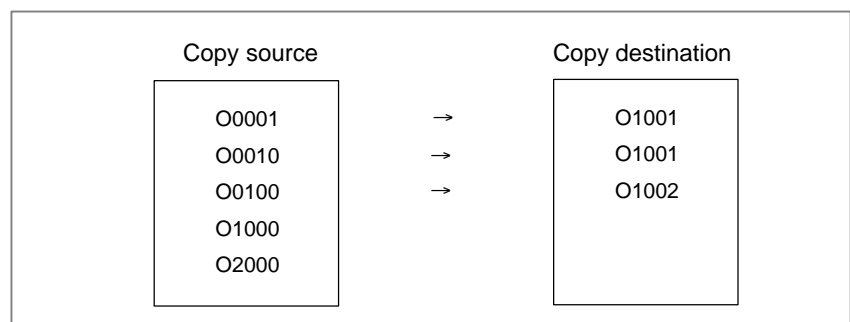 Copy source Copy destination
O0001 → O1001
O0010 → O1001
O0100 → O1002
O1000
O2000